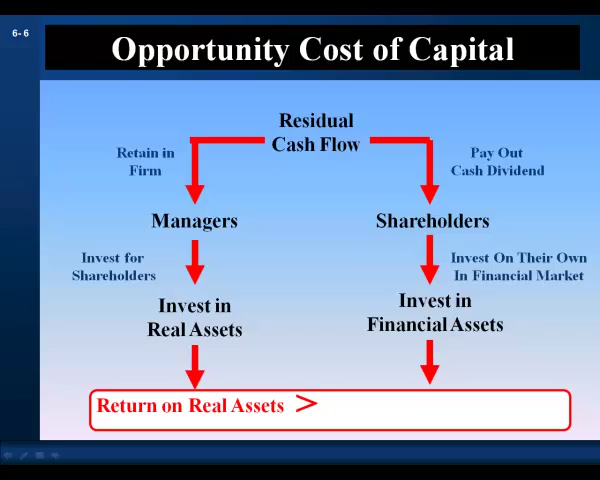 6-6
Opportunity Cost of Capital
Residual
Cash Flow
Retain in
Firm
Pay Out
Cash Dividend
Managers
Shareholders
Invest for
Shareholders
Invest On Their Own
In Financial Market
Invest in
Real Assets
Invest in
Financial Assets
Return on Real Assets >